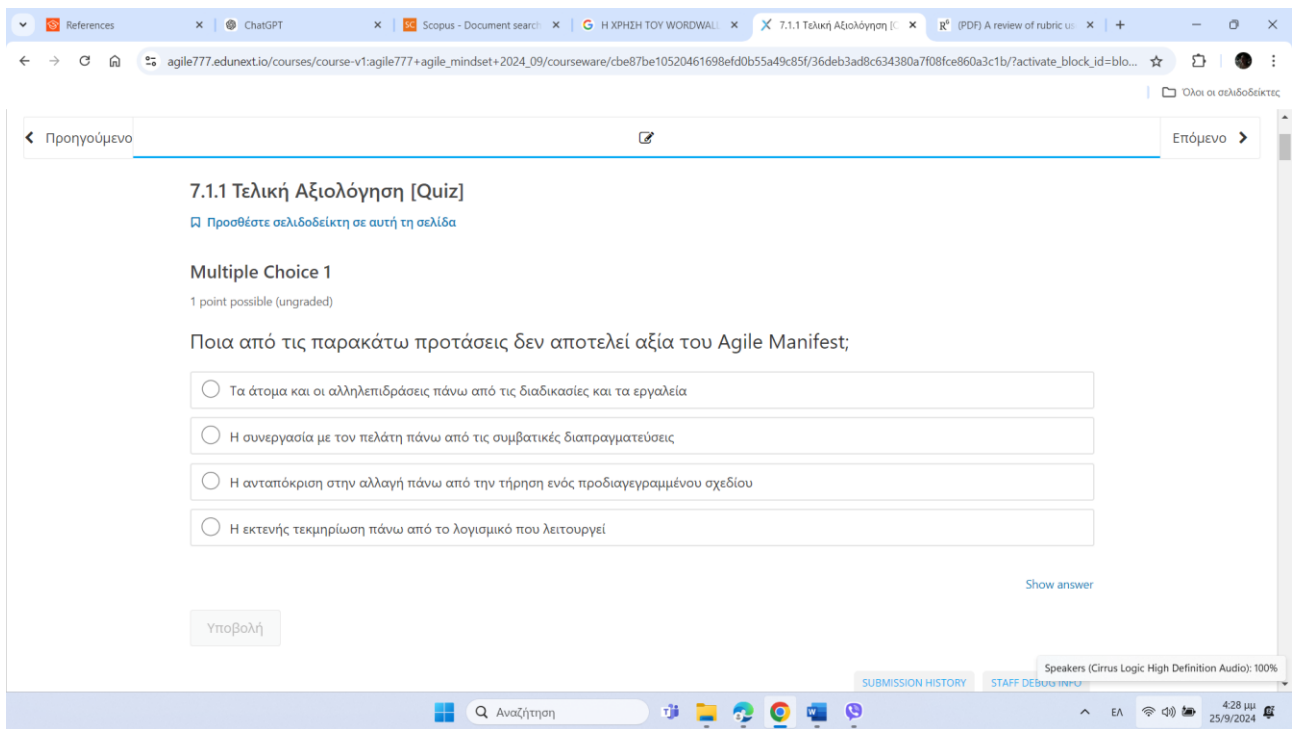 References
ChatGPT
Scopus - Document search
Η ΧΡΗΣΗ ΤΟΥ WORDWALL
7.1.1 Τελική Αξιολόγηση [Q
(PDF) A review of rubric us
agile777.edunext.io/courses/course-v1:agile777+agile_mindset+2024_09/courseware/cbe87be10520461698efd0b55a49c85f/36deb3ad8c634380a7f08fce860a3c1b/?activate_block_id=blo...
Όλοι οι σελιδοδείκτες
Προηγούμενο
Επόμενο
7.1.1 Τελική Αξιολόγηση [Quiz]
Προσθέστε σελιδοδείκτη σε αυτή τη σελίδα
Multiple Choice 1
1 point possible (ungraded)
Ποια από τις παρακάτω προτάσεις δεν αποτελεί αξία του Agile Manifest;
Τα άτομα και οι αλληλεπιδράσεις πάνω από τις διαδικασίες και τα εργαλεία
Η συνεργασία με τον πελάτη πάνω από τις συμβατικές διαπραγματεύσεις
Η ανταπόκριση στην αλλαγή πάνω από την τήρηση ενός προδιαγεγραμμένου σχεδίου
Η εκτενής τεκμηρίωση πάνω από το λογισμικό που λειτουργεί
Show answer
Υποβολή
Speakers (Cirrus Logic High Definition Audio): 100%
SUBMISSION HISTORY
STAFF DEBUG INFO
Αναζήτηση
ΕΛ
4:28 μμ
25/9/2024